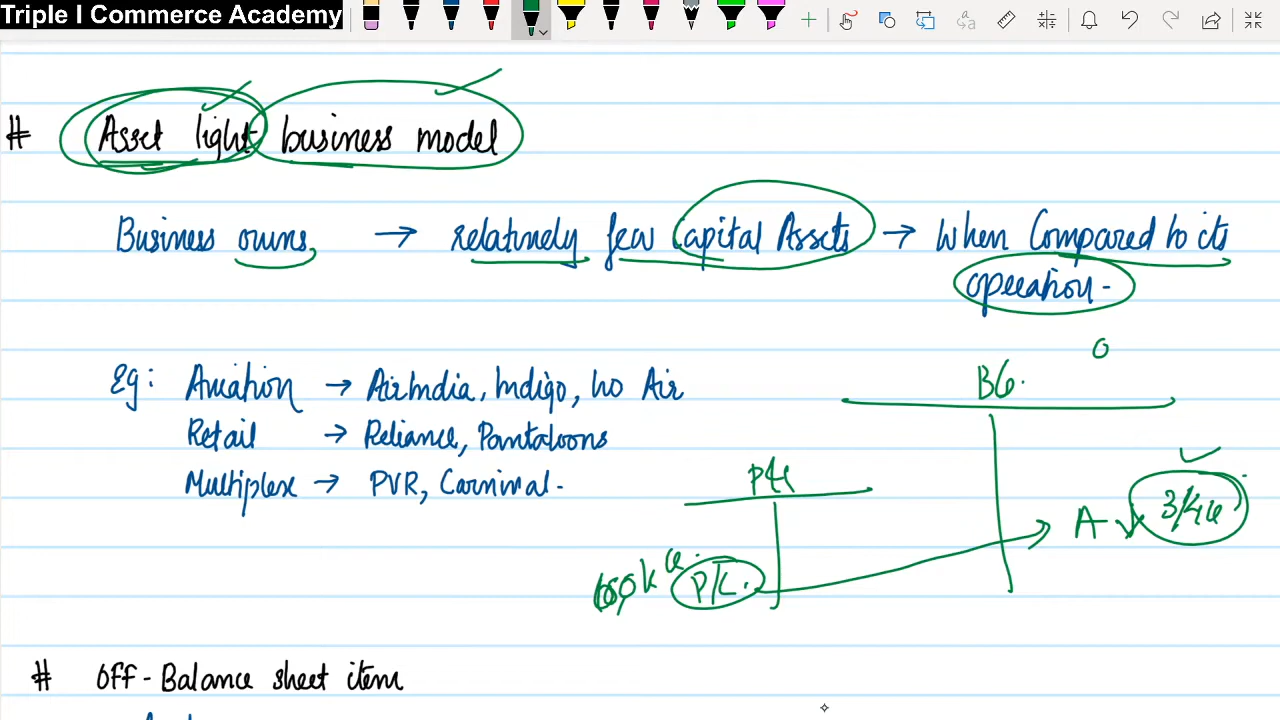 Triple I Commerce Academy
# Asset light business model
Business owns → relatively few Capital Assets → When Compared to its
operation-
Eg: Aviation → AirIndia, Indigo, Go Air
Retail → Reliance, Pantaloons
Multiplex → PVR, Carnival-
P/L
A
P/L.
# Off-Balance sheet item